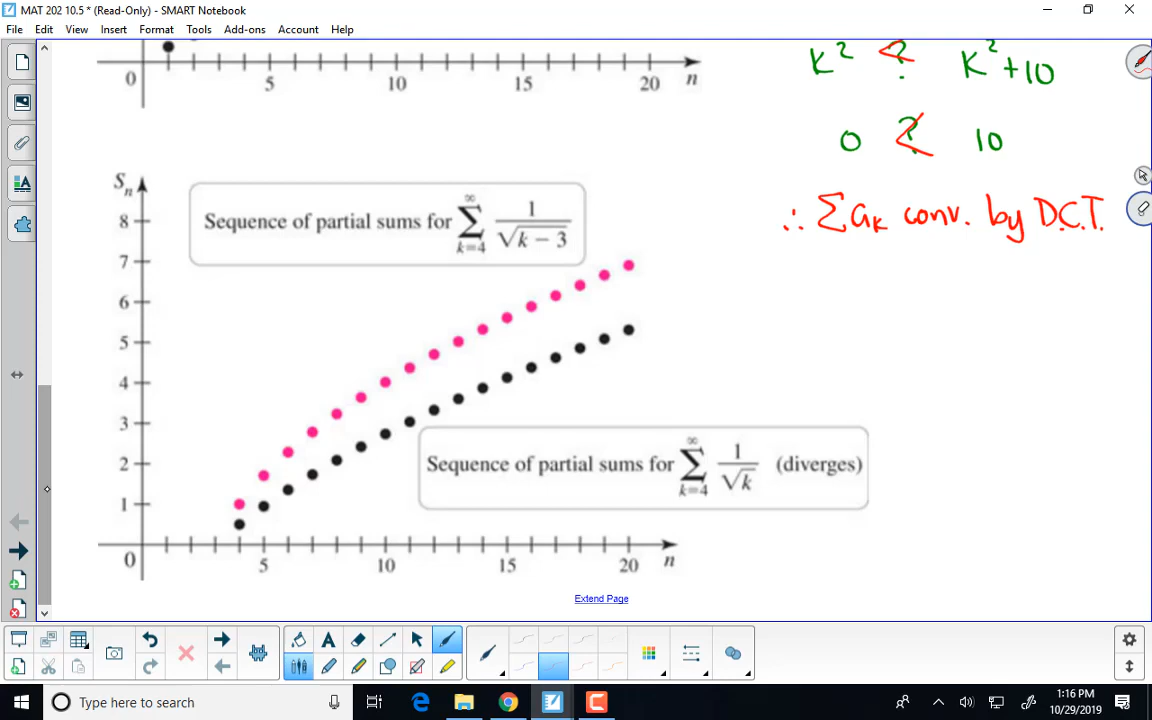 MAT 202 10.5 * (Read-Only) - SMART Notebook
File Edit View Insert Format Tools Add-ons Account Help
0 5 10 15 20 n
k² <? k²+10
0 <? 10
∴ Σa_k conv. by D.C.T.
S_n
8
7
6
5
4
3
2
1
Sequence of partial sums for ∞ Σ k=4 1/√(k − 3)
Sequence of partial sums for ∞ Σ k=4 1/√k (diverges)
0 5 10 15 20 n
Extend Page
A
Type here to search
1:16 PM
10/29/2019